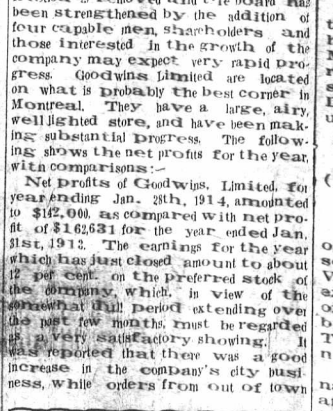 been strengthened by the addition of
four capable men, shareholders and
those interested in the growth of the
company may expect very rapid pro-
gress. Goodwins Limited are located
on what is probably the best corner in
Montreal. They have a large, airy,
well lighted store, and have been mak-
ing substantial progress. The follow-
ing shows the net profits for the year,
with comparisons:—
Net profits of Goodwins, Limited, for
year ending Jan. 28th, 1914, amounted
to $142,000, as compared with net pro-
fit of $162,631 for the year ended Jan.
31st, 1913. The earnings for the year
which has just closed amount to about
12 per cent. on the preferred stock of
the company, which, in view of the
somewhat dull period extending over
the past few months, must be regarded
as a very satisfactory showing. It
was reported that there was a good
increase in the company's city busi-
ness, while orders from out of town